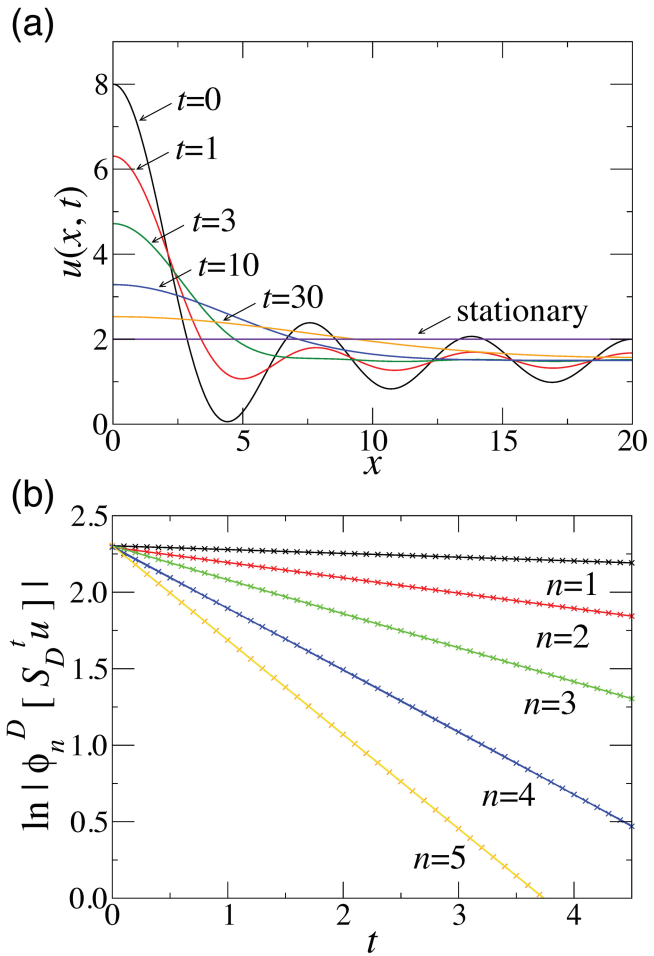 (a)
u(x, t)
8
6
4
2
0
t=0
t=1
t=3
t=10
t=30
stationary
0 5 10 15 20
x
(b)
ln | ϕₙᴰ [ S_Dᵗ u ] |
2.5
2.0
1.5
1.0
0.5
0.0
n=1
n=2
n=3
n=4
n=5
0 1 2 3 4
t